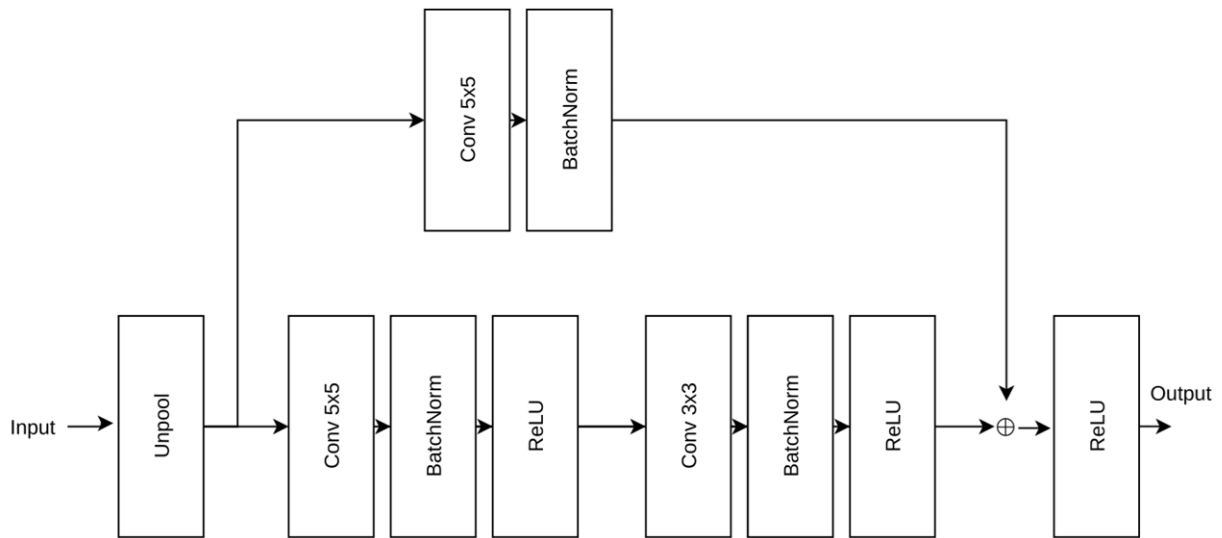 Conv 5x5
BatchNorm
Input
Unpool
Conv 5x5
BatchNorm
ReLU
Conv 3x3
BatchNorm
ReLU
ReLU
Output